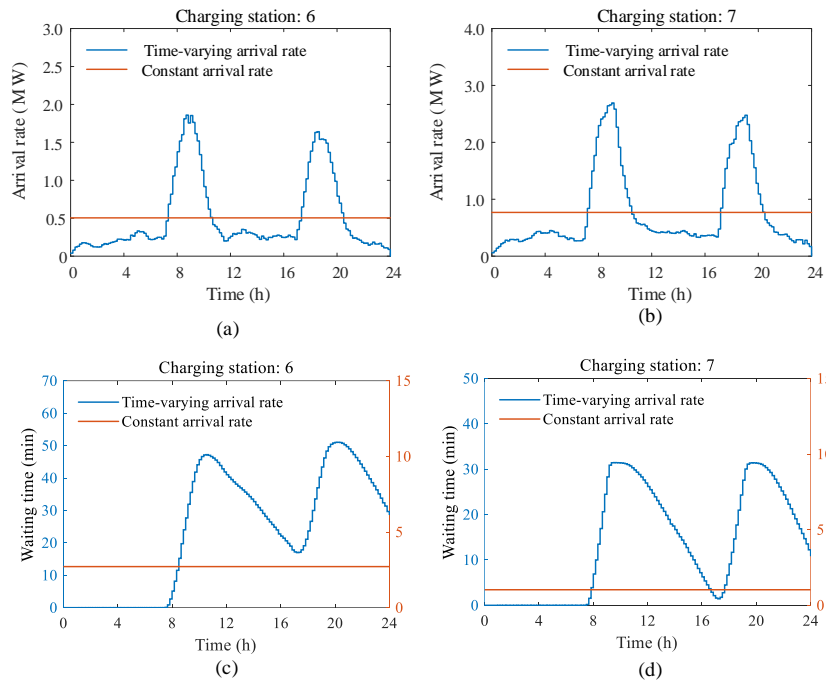 Charging station: 6
3.0
2.0
1.5
1.0
0.5
0
Arrival rate (MW)
Time-varying arrival rate
Constant arrival rate
0 4 8 12 16 20 24
Time (h)
(a)
Charging station: 7
4.0
3.0
2.0
1.0
0
Arrival rate (MW)
Time-varying arrival rate
Constant arrival rate
0 4 8 12 16 20 24
Time (h)
(b)
Charging station: 6
70
60
50
40
30
20
10
0
Waiting time (min)
Time-varying arrival rate
Constant arrival rate
15
10
5
0
0 4 8 12 16 20 24
Time (h)
(c)
Charging station: 7
50
40
30
20
10
0
Waiting time (min)
Time-varying arrival rate
Constant arrival rate
5
0
0 4 8 12 16 20 24
Time (h)
(d)